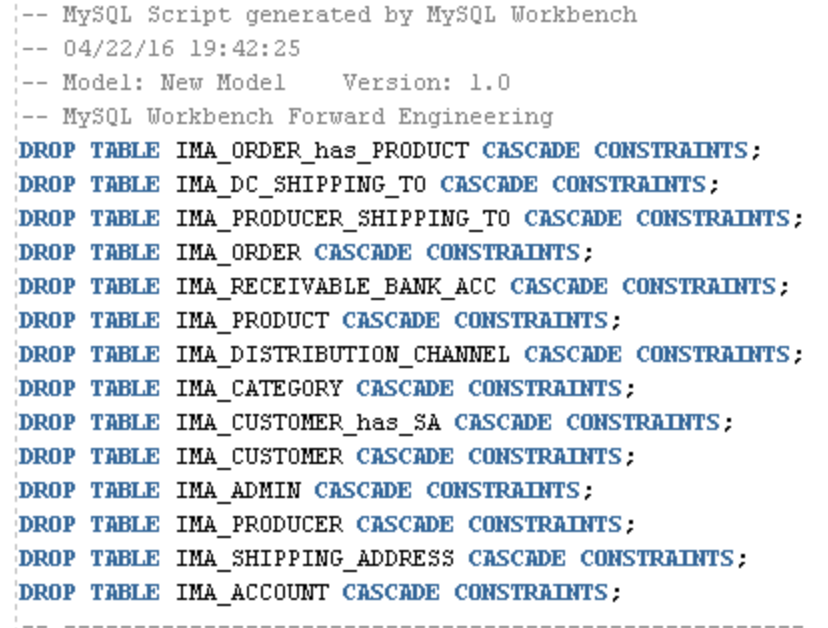 -- MySQL Script generated by MySQL Workbench
-- 04/22/16 19:42:25
-- Model: New Model    Version: 1.0
-- MySQL Workbench Forward Engineering
DROP TABLE IMA_ORDER_has_PRODUCT CASCADE CONSTRAINTS;
DROP TABLE IMA_DC_SHIPPING_TO CASCADE CONSTRAINTS;
DROP TABLE IMA_PRODUCER_SHIPPING_TO CASCADE CONSTRAINTS;
DROP TABLE IMA_ORDER CASCADE CONSTRAINTS;
DROP TABLE IMA_RECEIVABLE_BANK_ACC CASCADE CONSTRAINTS;
DROP TABLE IMA_PRODUCT CASCADE CONSTRAINTS;
DROP TABLE IMA_DISTRIBUTION_CHANNEL CASCADE CONSTRAINTS;
DROP TABLE IMA_CATEGORY CASCADE CONSTRAINTS;
DROP TABLE IMA_CUSTOMER_has_SA CASCADE CONSTRAINTS;
DROP TABLE IMA_CUSTOMER CASCADE CONSTRAINTS;
DROP TABLE IMA_ADMIN CASCADE CONSTRAINTS;
DROP TABLE IMA_PRODUCER CASCADE CONSTRAINTS;
DROP TABLE IMA_SHIPPING_ADDRESS CASCADE CONSTRAINTS;
DROP TABLE IMA_ACCOUNT CASCADE CONSTRAINTS;
-- -----------------------------------------------------